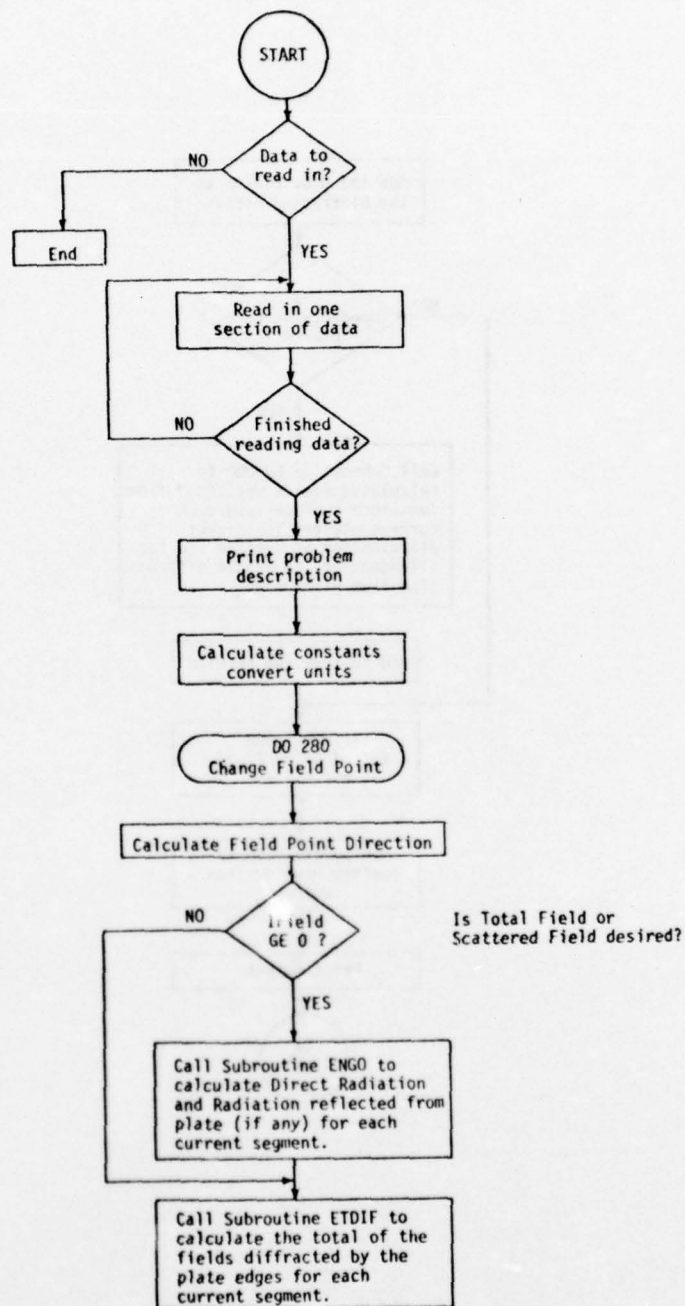 START
Data to
read in?
NO
End
YES
Read in one
section of data
NO
Finished
reading data?
YES
Print problem
description
Calculate constants
convert units
DO 280
Change Field Point
Calculate Field Point Direction
NO
GE 0 ?
Is Total Field or
Scattered Field desired?
YES
Call Subroutine ENGO to
calculate Direct Radiation
and Radiation reflected from
plate (if any) for each
current segment.
Call Subroutine ETDIF to
calculate the total of the
fields diffracted by the
plate edges for each
current segment.